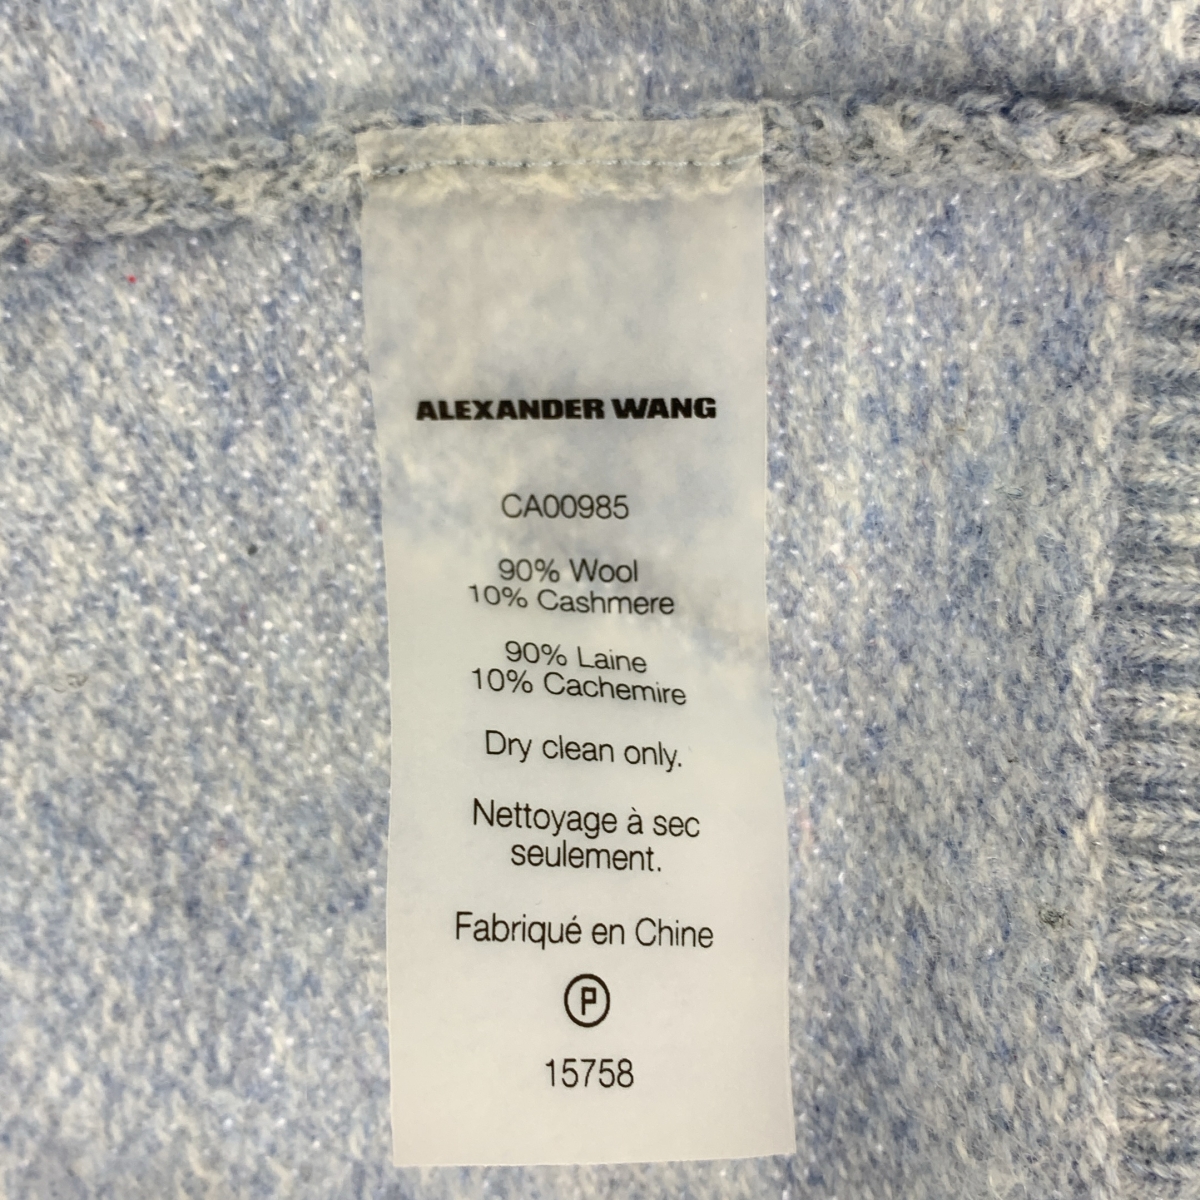 ALEXANDER WANG
CA00985
90% Wool
10% Cashmere
90% Laine
10% Cachemire
Dry clean only.
Nettoyage à sec
seulement.
Fabriqué en Chine
P
15758